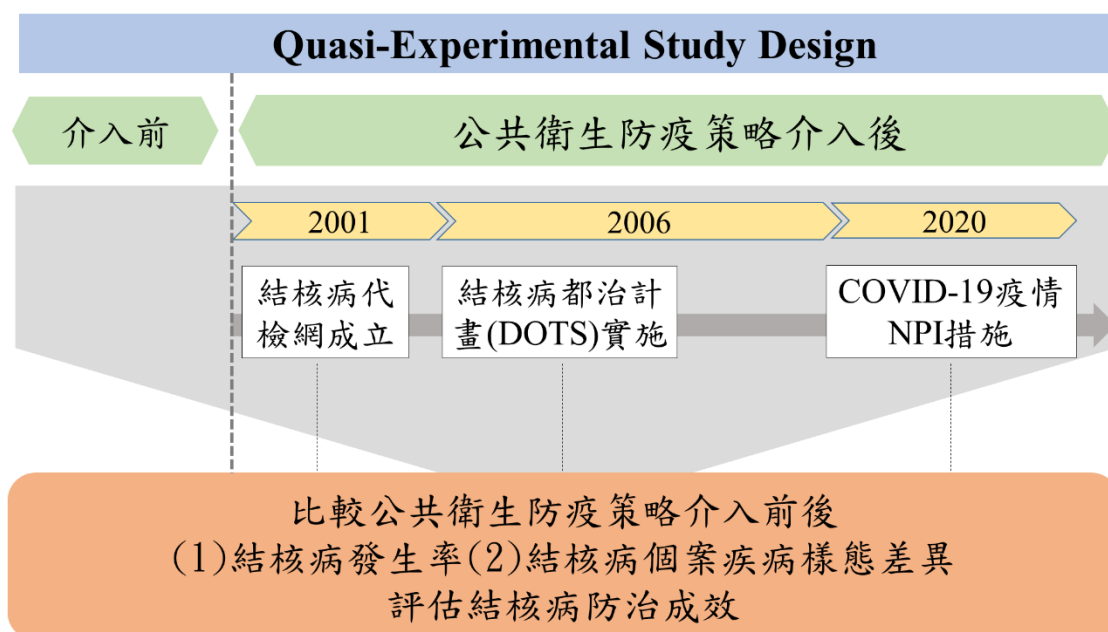 Quasi-Experimental Study Design
介入前
公共衛生防疫策略介入後
2001
2006
2020
結核病代
檢網成立
結核病都治計
畫(DOTS)實施
COVID-19疫情
NPI措施
比較公共衛生防疫策略介入前後
(1)結核病發生率(2)結核病個案疾病樣態差異
評估結核病防治成效